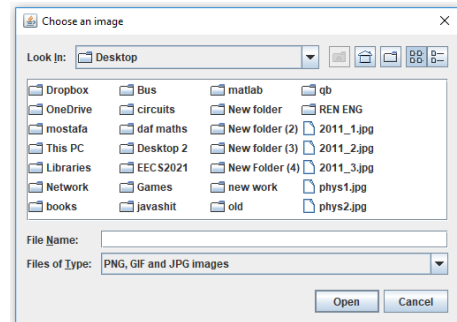 Choose an image
Look In: Desktop
Dropbox Bus matlab qb
OneDrive circuits New folder REN ENG
mostafa daf maths New folder (2) 2011_1.jpg
This PC Desktop 2 New folder (3) 2011_2.jpg
Libraries EECS2021 New Folder (4) 2011_3.jpg
Network Games new work phys1.jpg
books javashit old phys2.jpg
File Name:
Files of Type: PNG, GIF and JPG images
Open Cancel